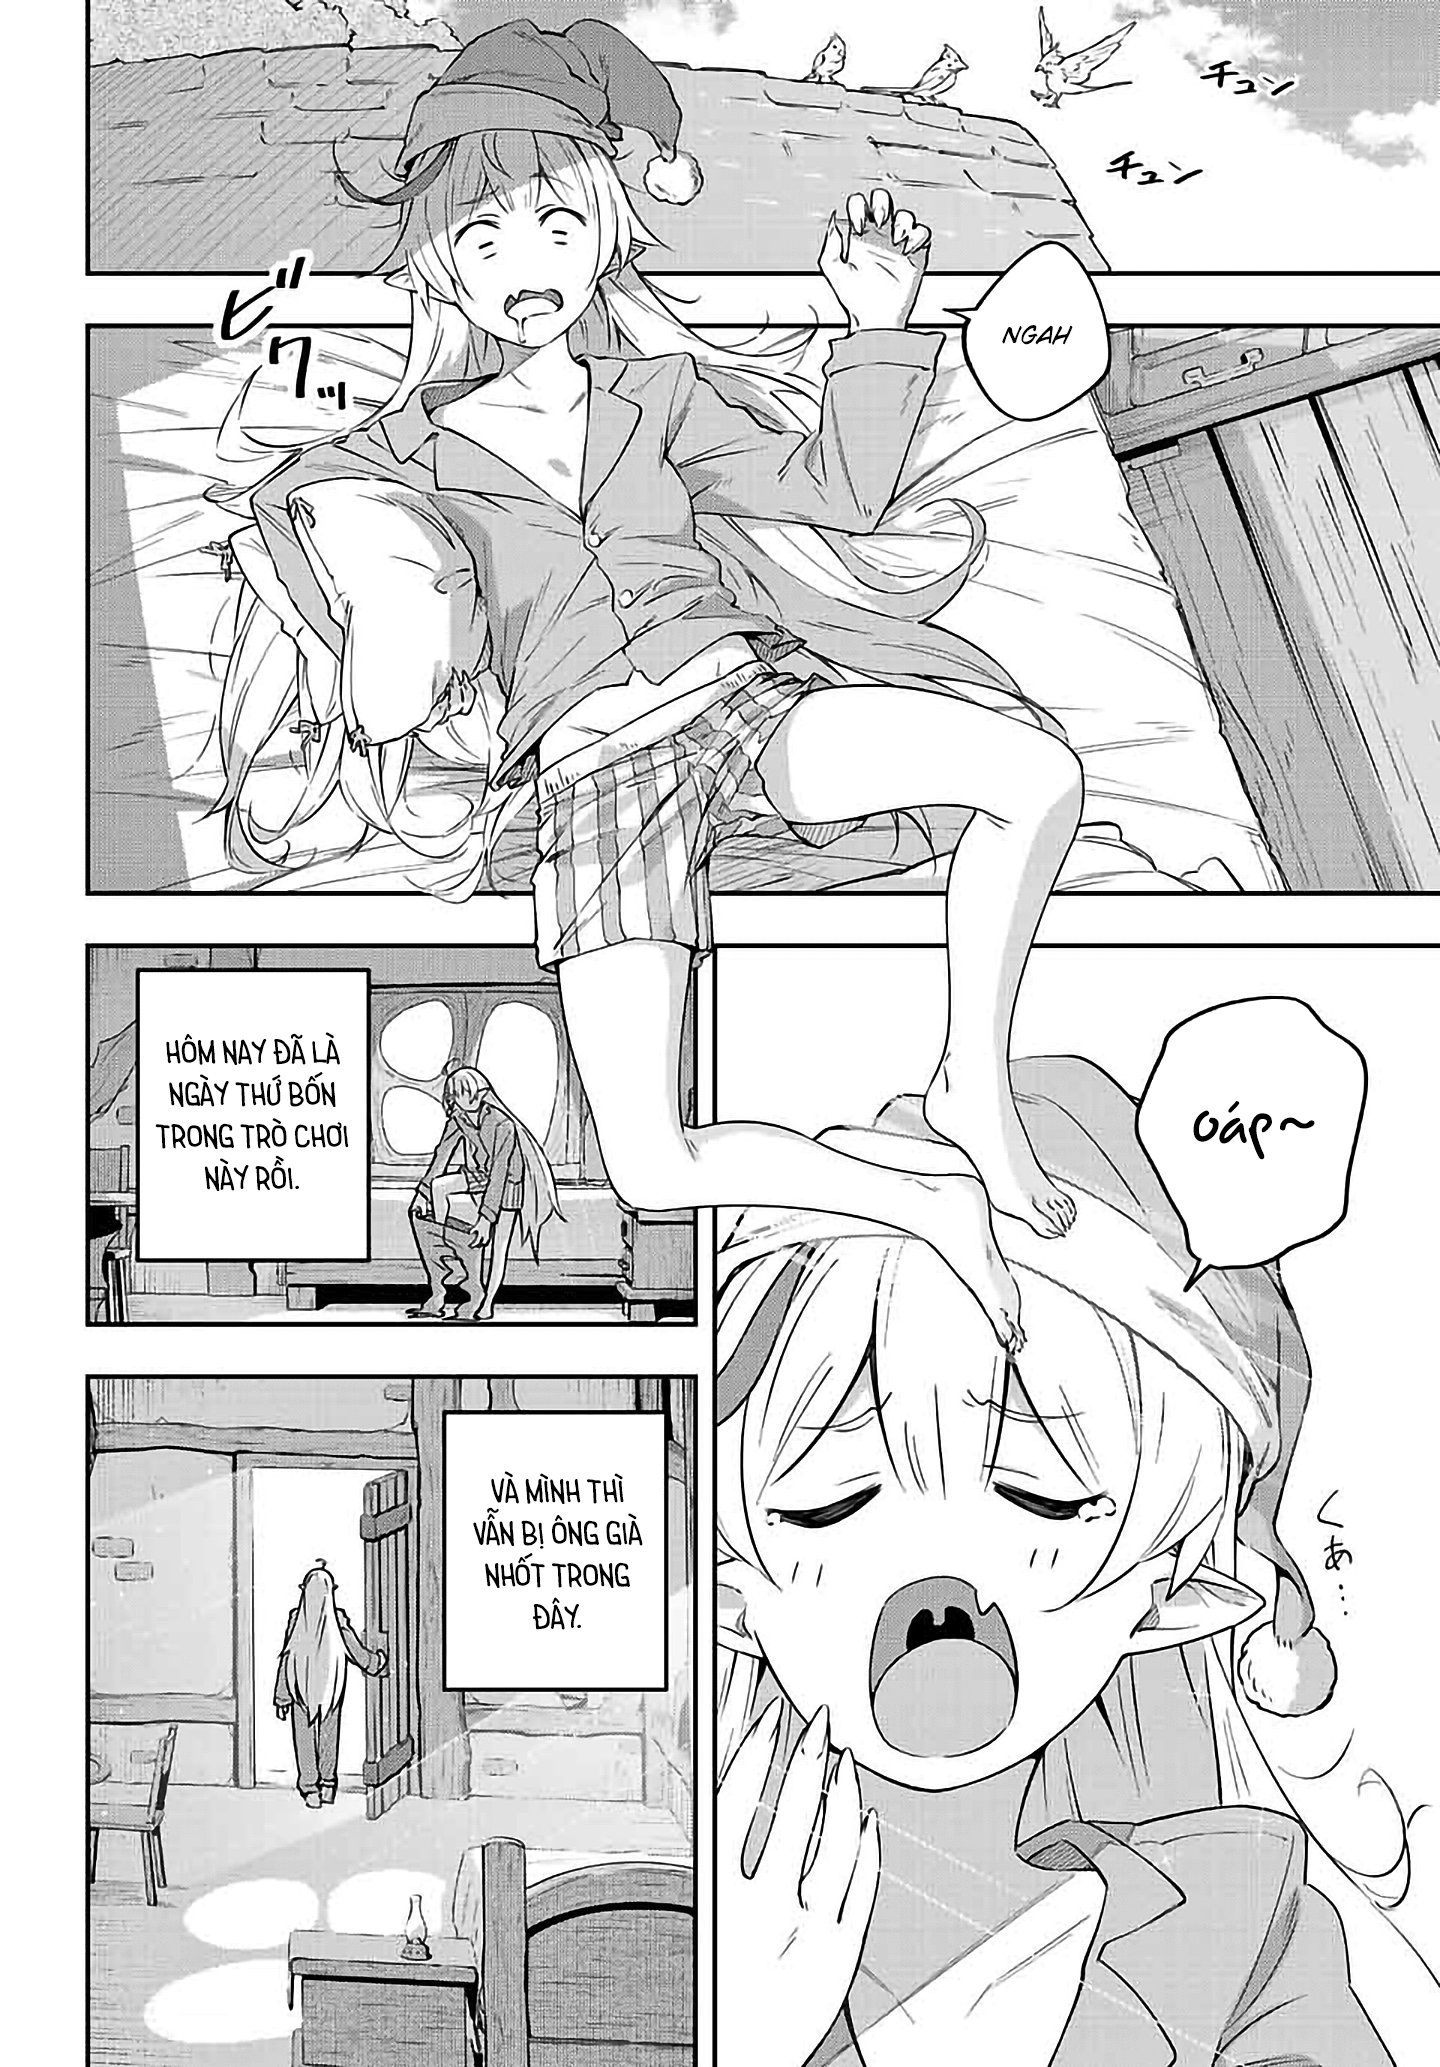 チュン
チュン
ビ
クッ
NGAH
OÁP~
くぁ...
HÔM NAY ĐÃ LÀ
NGÀY THỨ BỐN
TRONG TRÒ CHƠI
NÀY RỒI.
VÀ MÌNH THÌ
VẪN BỊ ÔNG GIÀ
NHỐT TRONG
ĐÂY.